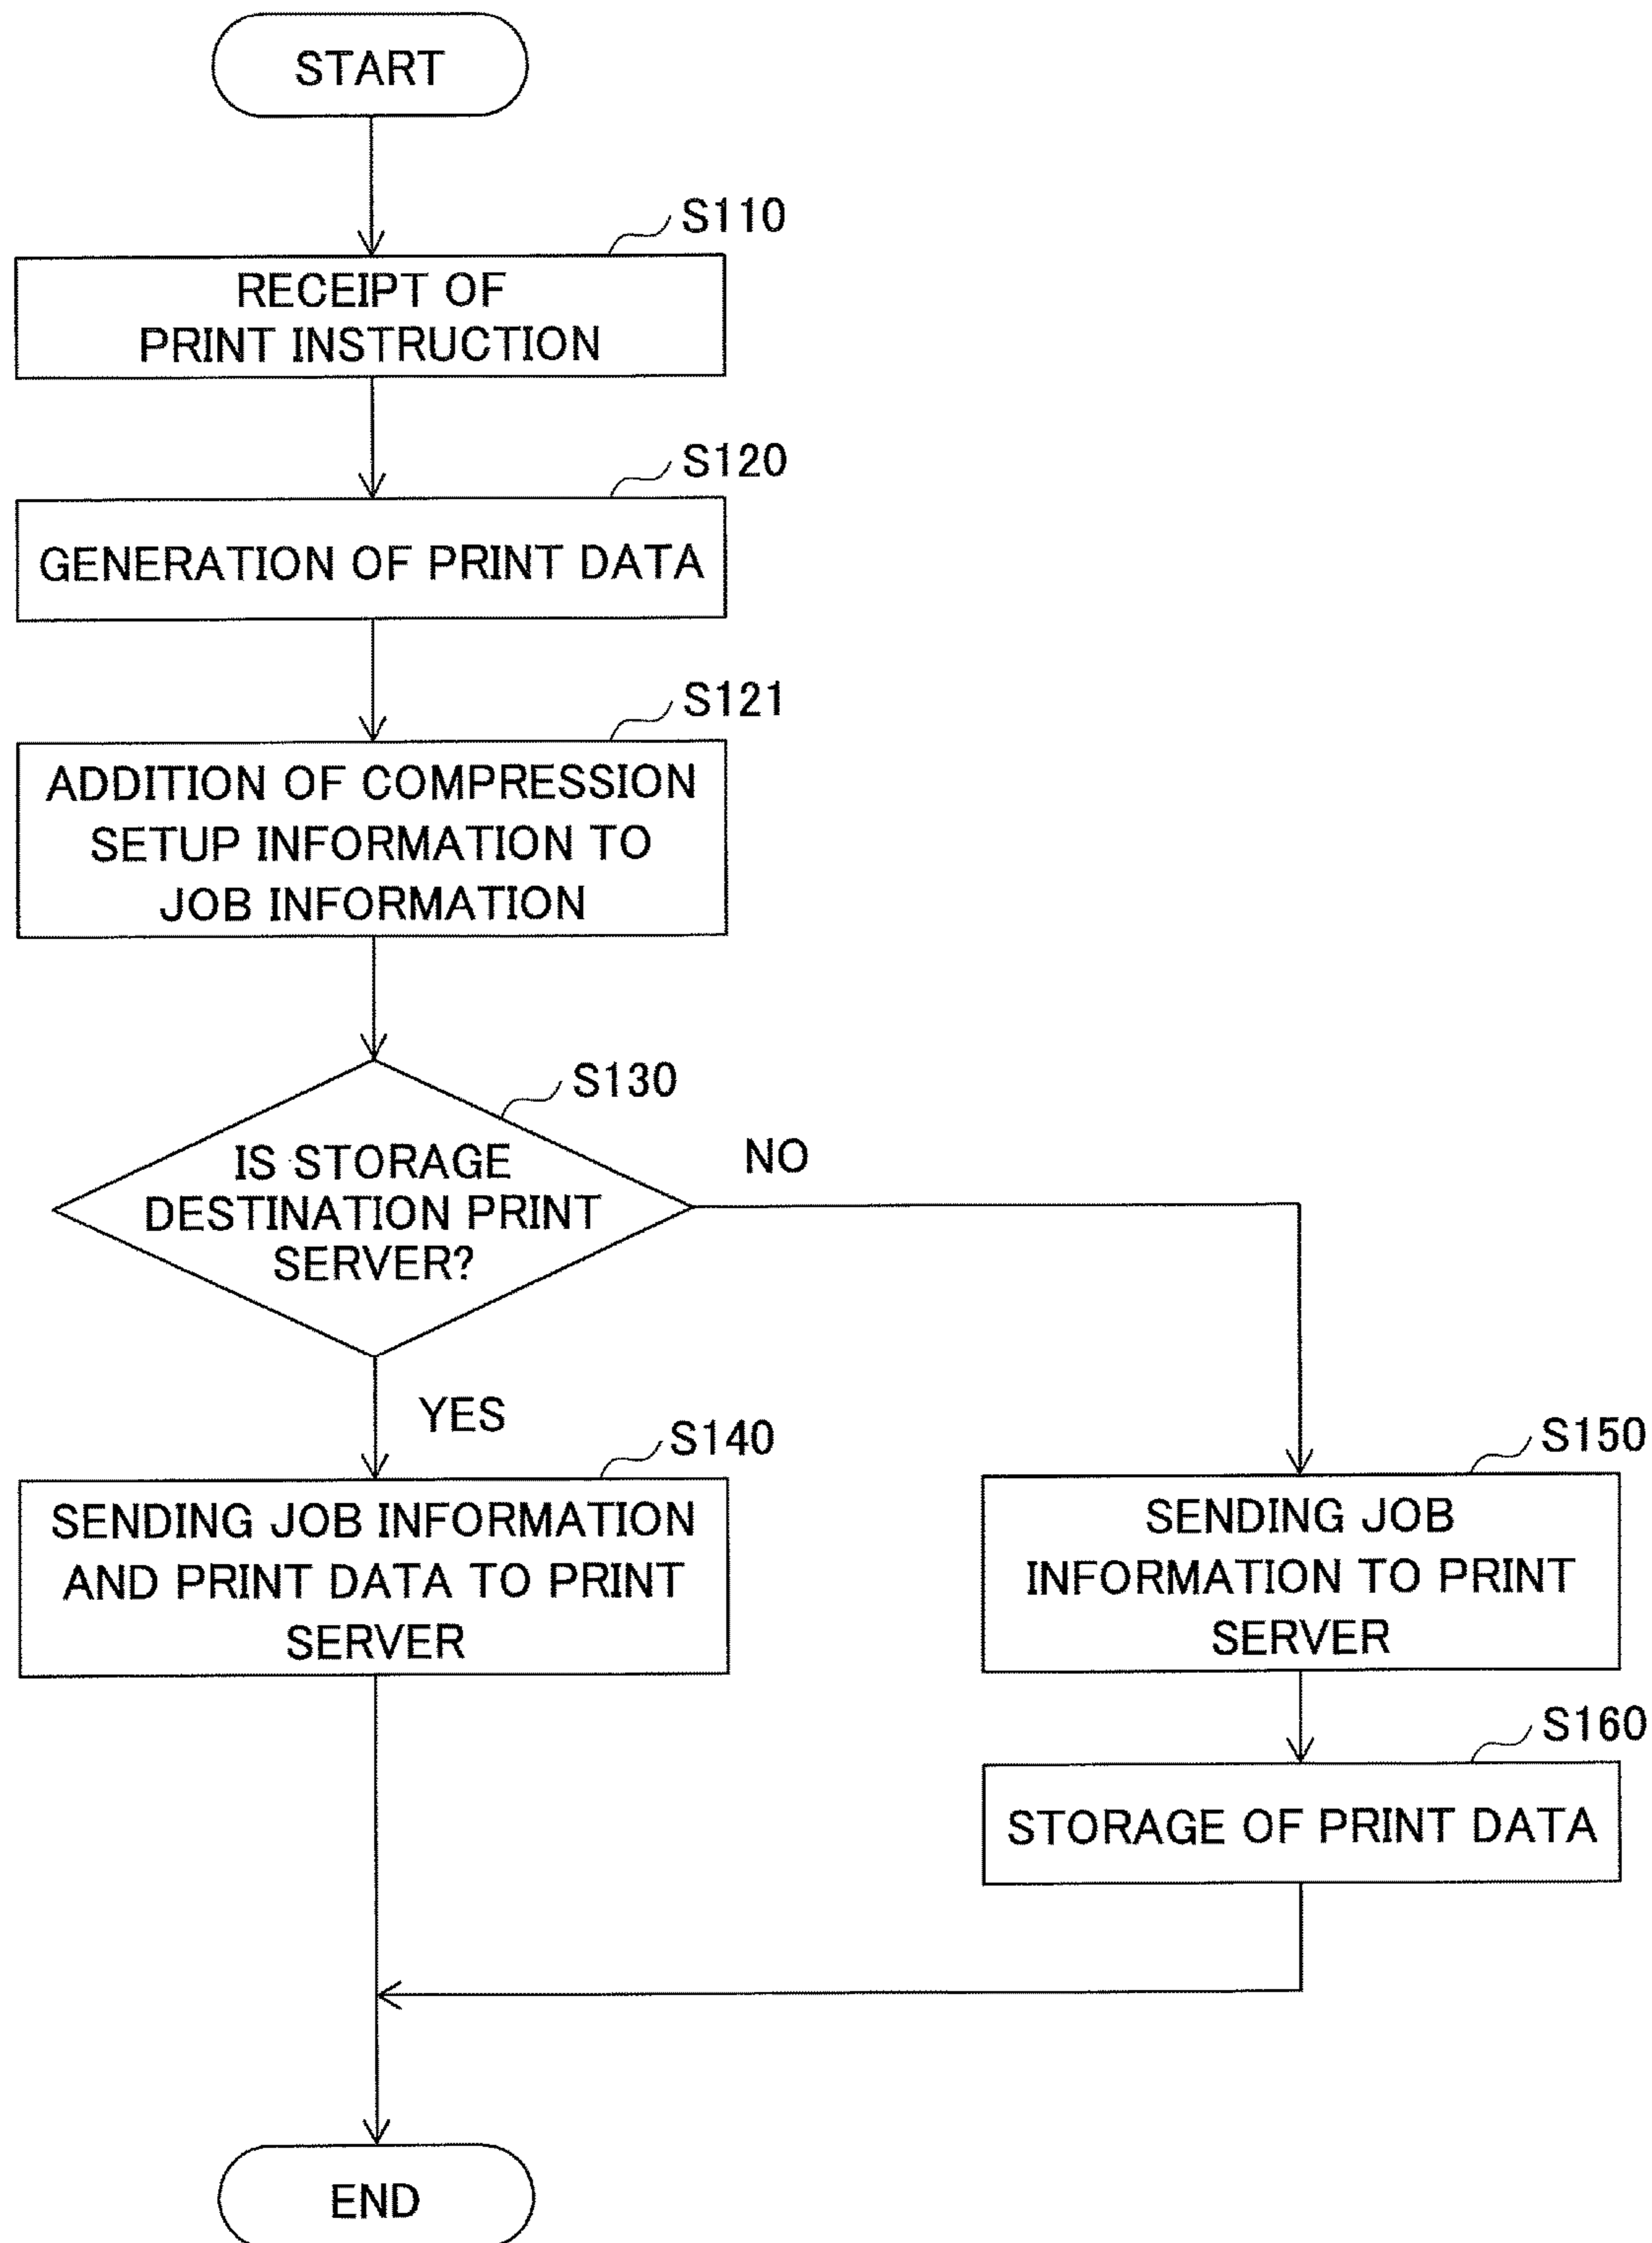 START
S110
RECEIPT OF
PRINT INSTRUCTION
S120
GENERATION OF PRINT DATA
S121
ADDITION OF COMPRESSION
SETUP INFORMATION TO
JOB INFORMATION
S130
IS STORAGE
DESTINATION PRINT
SERVER?
NO
YES
S140
SENDING JOB INFORMATION
AND PRINT DATA TO PRINT
SERVER
S150
SENDING JOB
INFORMATION TO PRINT
SERVER
S160
STORAGE OF PRINT DATA
END